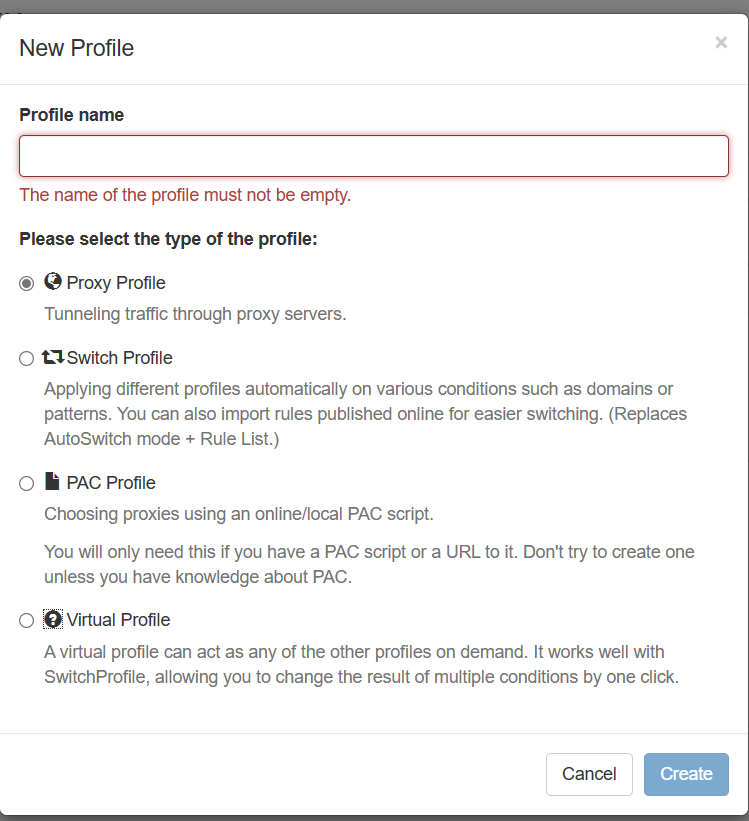 New Profile
×
Profile name
The name of the profile must not be empty.
Please select the type of the profile:
Proxy Profile
Tunneling traffic through proxy servers.
Switch Profile
Applying different profiles automatically on various conditions such as domains or
patterns. You can also import rules published online for easier switching. (Replaces
AutoSwitch mode + Rule List.)
PAC Profile
Choosing proxies using an online/local PAC script.
You will only need this if you have a PAC script or a URL to it. Don't try to create one
unless you have knowledge about PAC.
Virtual Profile
A virtual profile can act as any of the other profiles on demand. It works well with
SwitchProfile, allowing you to change the result of multiple conditions by one click.
Cancel
Create